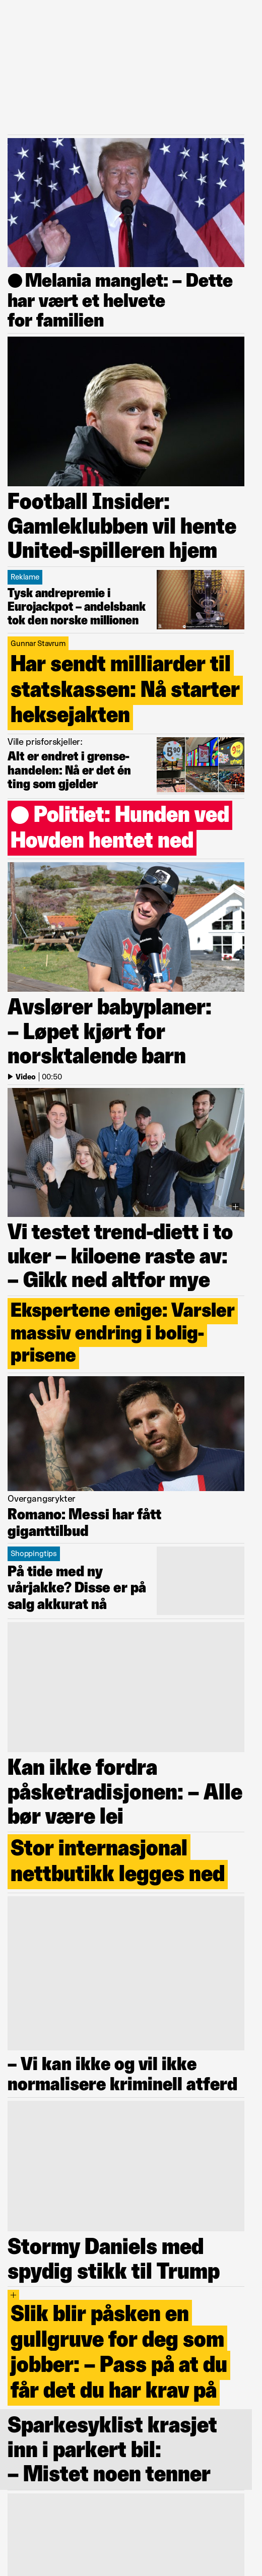 Melania manglet: – Dette
har vært et helvete
for familien
Football Insider:
Gamleklubben vil hente
United-spilleren hjem
Reklame
Tysk andrepremie i
Eurojackpot – andelsbank
tok den norske millionen
Gunnar Stavrum
Har sendt milliarder til
statskassen: Nå starter
heksejakten
Ville prisforskjeller:
Alt er endret i grense-
handelen: Nå er det én
ting som gjelder
Politiet: Hunden ved
Hovden hentet ned
Avslører babyplaner:
– Løpet kjørt for
norsktalende barn
Video | 00:50
Vi testet trend-diett i to
uker – kiloene raste av:
– Gikk ned altfor mye
Ekspertene enige: Varsler
massiv endring i bolig-
prisene
Overgangsrykter
Romano: Messi har fått
giganttilbud
Shoppingtips
På tide med ny
vårjakke? Disse er på
salg akkurat nå
Kan ikke fordra
påsketradisjonen: – Alle
bør være lei
Stor internasjonal
nettbutikk legges ned
– Vi kan ikke og vil ikke
normalisere kriminell atferd
Stormy Daniels med
spydig stikk til Trump
+
Slik blir påsken en
gullgruve for deg som
jobber: – Pass på at du
får det du har krav på
Sparkesyklist krasjet
inn i parkert bil:
– Mistet noen tenner